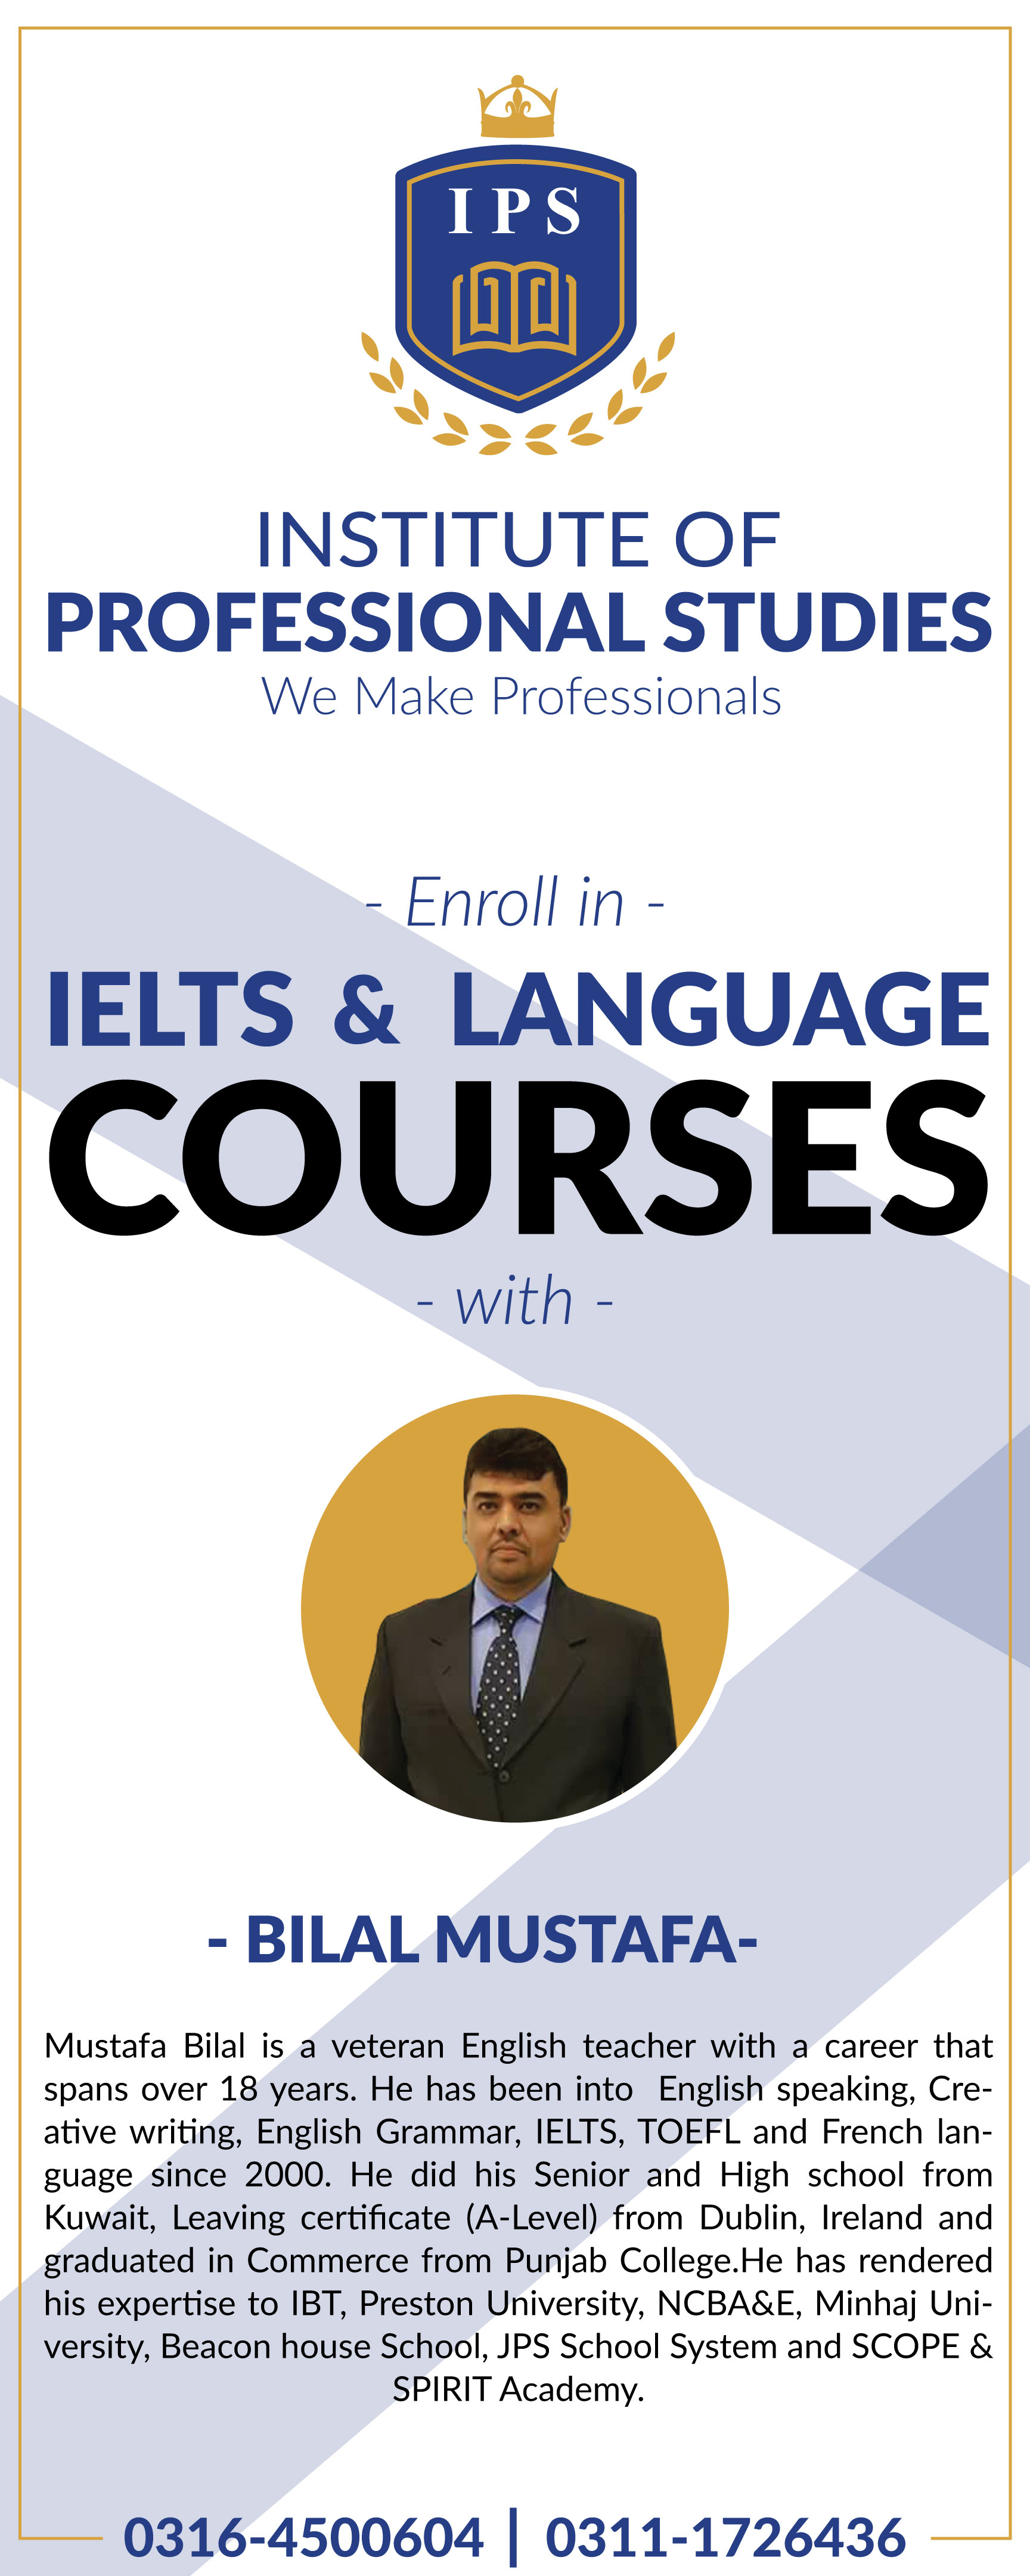 IPS
INSTITUTE OF
PROFESSIONAL STUDIES
We Make Professionals
- Enroll in -
IELTS & LANGUAGE
COURSES
- with -
- BILAL MUSTAFA-
Mustafa Bilal is a veteran English teacher with a career that
spans over 18 years. He has been into English speaking, Cre-
ative writing, English Grammar, IELTS, TOEFL and French lan-
guage since 2000. He did his Senior and High school from
Kuwait, Leaving certificate (A-Level) from Dublin, Ireland and
graduated in Commerce from Punjab College.He has rendered
his expertise to IBT, Preston University, NCBA&E, Minhaj Uni-
versity, Beacon house School, JPS School System and SCOPE &
SPIRIT Academy.
0316-4500604 | 0311-1726436